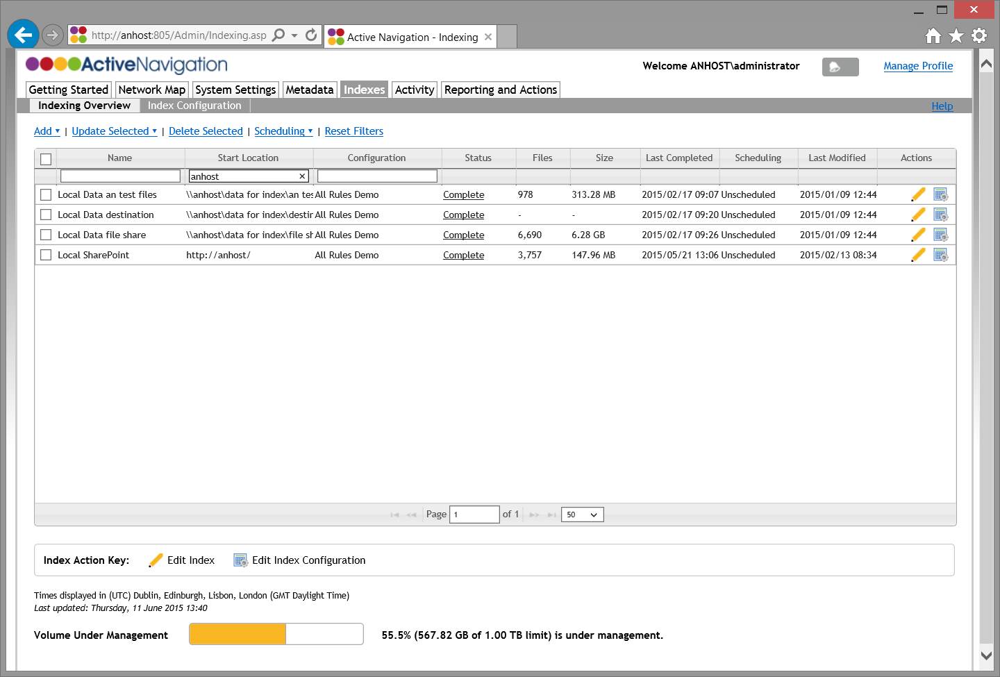 http://anhost:805/Admin/Indexing.asp
Active Navigation - Indexing
ActiveNavigation
Welcome ANHOST\administrator
Manage Profile
Getting Started Network Map System Settings Metadata Indexes Activity Reporting and Actions
Indexing Overview Index Configuration Help
Add | Update Selected | Delete Selected | Scheduling | Reset Filters
Name Start Location Configuration Status Files Size Last Completed Scheduling Last Modified Actions
anhost
Local Data an test files \\anhost\data for index\an tes All Rules Demo Complete 978 313.28 MB 2015/02/17 09:07 Unscheduled 2015/01/09 12:44
Local Data destination \\anhost\data for index\destin All Rules Demo Complete - - 2015/02/17 09:20 Unscheduled 2015/01/09 12:44
Local Data file share \\anhost\data for index\file sh All Rules Demo Complete 6,690 6.28 GB 2015/02/17 09:26 Unscheduled 2015/01/09 12:44
Local SharePoint http://anhost/ All Rules Demo Complete 3,757 147.96 MB 2015/05/21 13:06 Unscheduled 2015/02/13 08:34
Page 1 of 1 50
Index Action Key: Edit Index Edit Index Configuration
Times displayed in (UTC) Dublin, Edinburgh, Lisbon, London (GMT Daylight Time)
Last updated: Thursday, 11 June 2015 13:40
Volume Under Management 55.5% (567.82 GB of 1.00 TB limit) is under management.